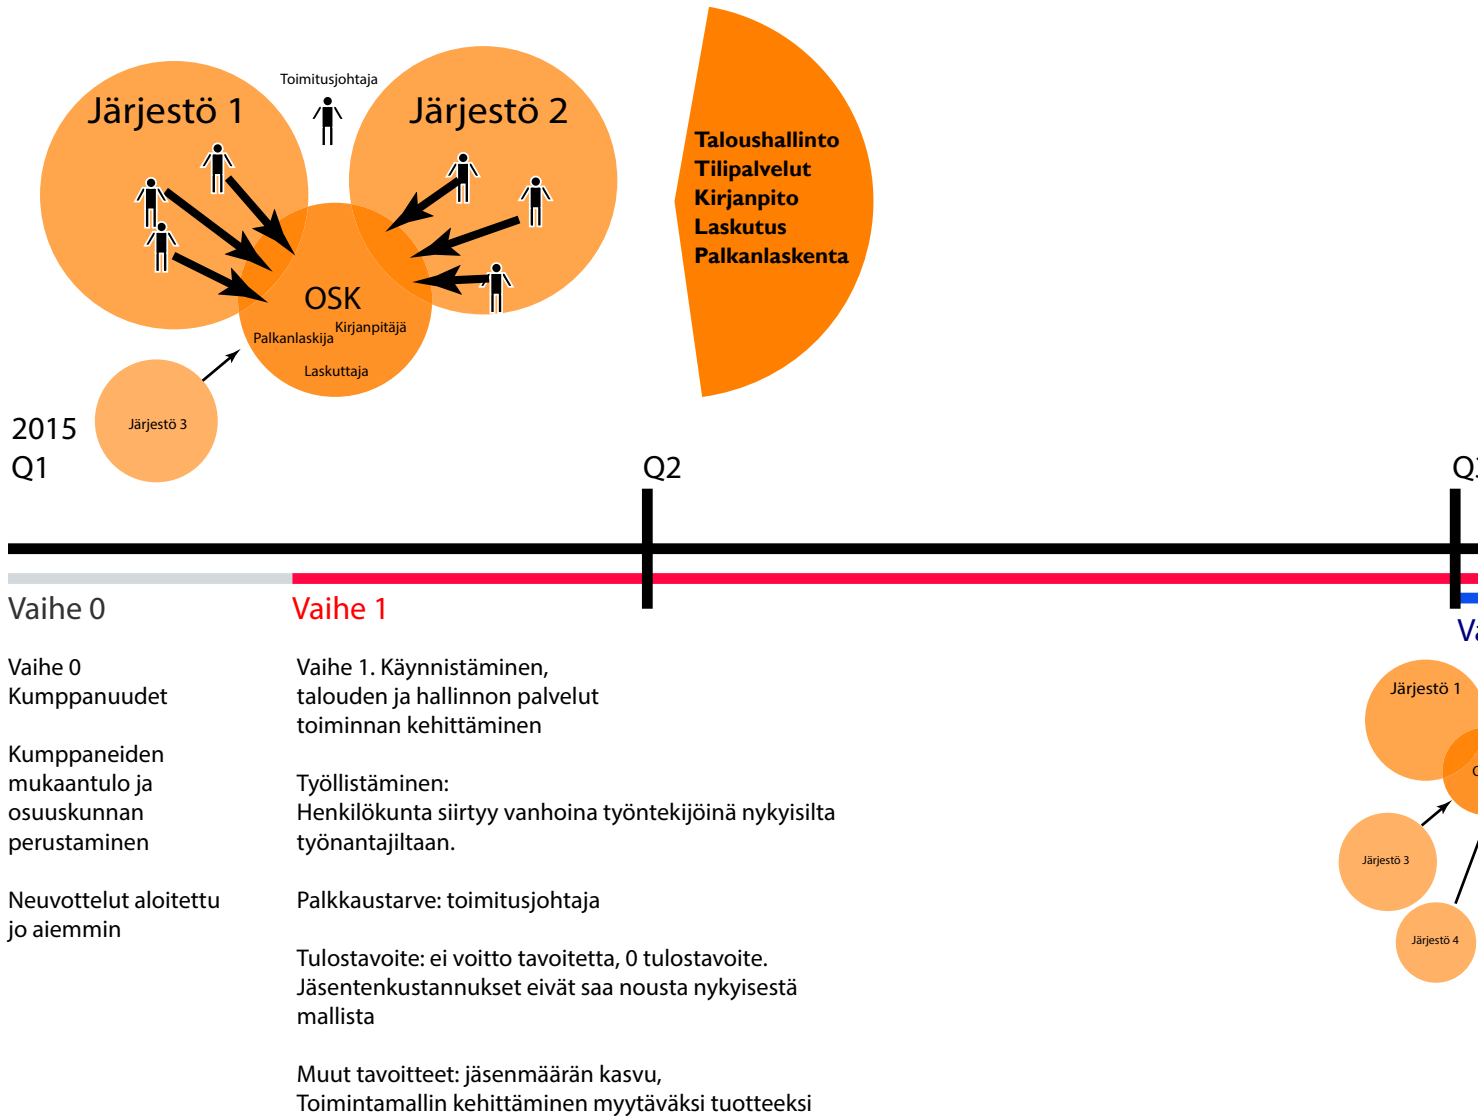 Toimitusjohtaja
Järjestö 1
Järjestö 2
OSK
Kirjanpitäjä
Palkanlaskija
Laskuttaja
Järjestö 3
Taloushallinto
Tilipalvelut
Kirjanpito
Laskutus
Palkanlaskenta
2015
Q1
Q2
Vaihe 0
Vaihe 1
Vaihe 0
Kumppanuudet
Kumppaneiden
mukaantulo ja
osuuskunnan
perustaminen
Neuvottelut aloitettu
jo aiemmin
Vaihe 1. Käynnistäminen,
talouden ja hallinnon palvelut
toiminnan kehittäminen
Työllistäminen:
Henkilökunta siirtyy vanhoina työntekijöinä nykyisilta
työnantajiltaan.
Palkkaustarve: toimitusjohtaja
Tulostavoite: ei voitto tavoitetta, 0 tulostavoite.
Jäsentenkustannukset eivät saa nousta nykyisestä
mallista
Muut tavoitteet: jäsenmäärän kasvu,
Toimintamallin kehittäminen myytäväksi tuotteeksi
Järjestö 1
Järjestö 3
Järjestö 4